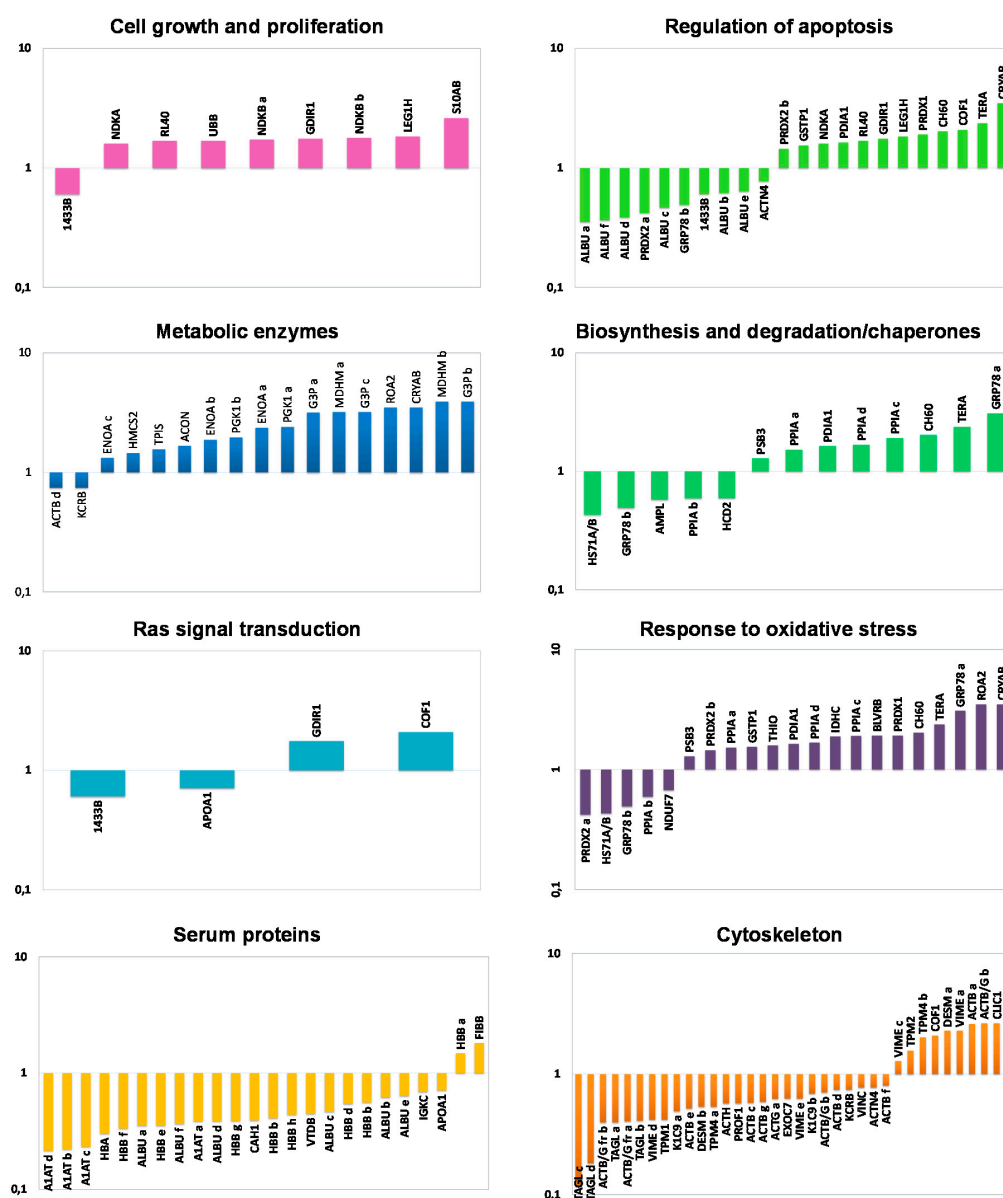 Cell growth and proliferation
10
1
0,1
1433B
NDKA
RL40
UBB
NDKB a
GDIR1
NDKB b
LEG1H
S10AB
Regulation of apoptosis
10
1
0,1
ALBU a
ALBU f
ALBU d
PRDX2 a
ALBU c
GRP78 b
1433B
ALBU b
ALBU e
ACTN4
PRDX2 b
GSTP1
NDKA
PDIA1
RL40
GDIR1
LEG1H
PRDX1
CH60
COF1
TERA
CRYAB
Metabolic enzymes
10
1
0,1
ACTB d
KCRB
ENOA c
HMCS2
TPIS
ACON
ENOA b
PGK1 b
ENOA a
PGK1 a
G3P a
MDHM a
G3P c
ROA2
CRYAB
MDHM b
G3P b
Biosynthesis and degradation/chaperones
10
1
0,1
HS71A/B
GRP78 b
AMPL
PPIA b
HCD2
PSB3
PPIA a
PDIA1
PPIA d
PPIA c
CH60
TERA
GRP78 a
Ras signal transduction
10
1
0,1
1433B
APOA1
GDIR1
COF1
Response to oxidative stress
10
1
0,1
PRDX2 a
HS71A/B
GRP78 b
PPIA b
NDUF7
PSB3
PRDX2 b
PPIA a
GSTP1
THIO
PDIA1
PPIA d
IDHC
PPIA c
BLVRB
PRDX1
CH60
TERA
GRP78 a
ROA2
CRYAB
Serum proteins
10
1
0,1
A1AT d
A1AT b
A1AT c
HBA
HBB f
ALBU a
HBB e
ALBU f
A1AT a
ALBU d
HBB g
CAH1
HBB b
HBB h
VTDB
ALBU c
HBB d
HBB b
ALBU b
ALBU e
IGKC
APOA1
HBB a
FIBB
Cytoskeleton
10
1
0,1
TAGL c
TAGL d
ACTB/G fr b
TAGL a
ACTB/G fr a
TAGL b
VIME d
TPM1
K1C9 a
ACTB e
DESM b
TPM4 a
ACTH
PROF1
ACTB c
ACTB g
ACTG a
EXOC7
VIME e
K1C9 b
ACTB/G b
ACTB d
KCRB
VINC
ACTN4
ACTB f
VIME c
TPM2
TPM4 b
COF1
DESM a
VIME a
ACTB a
ACTB/G b
CLIC1